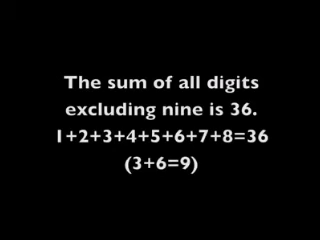 The sum of all digits
excluding nine is 36.
1+2+3+4+5+6+7+8=36
(3+6=9)